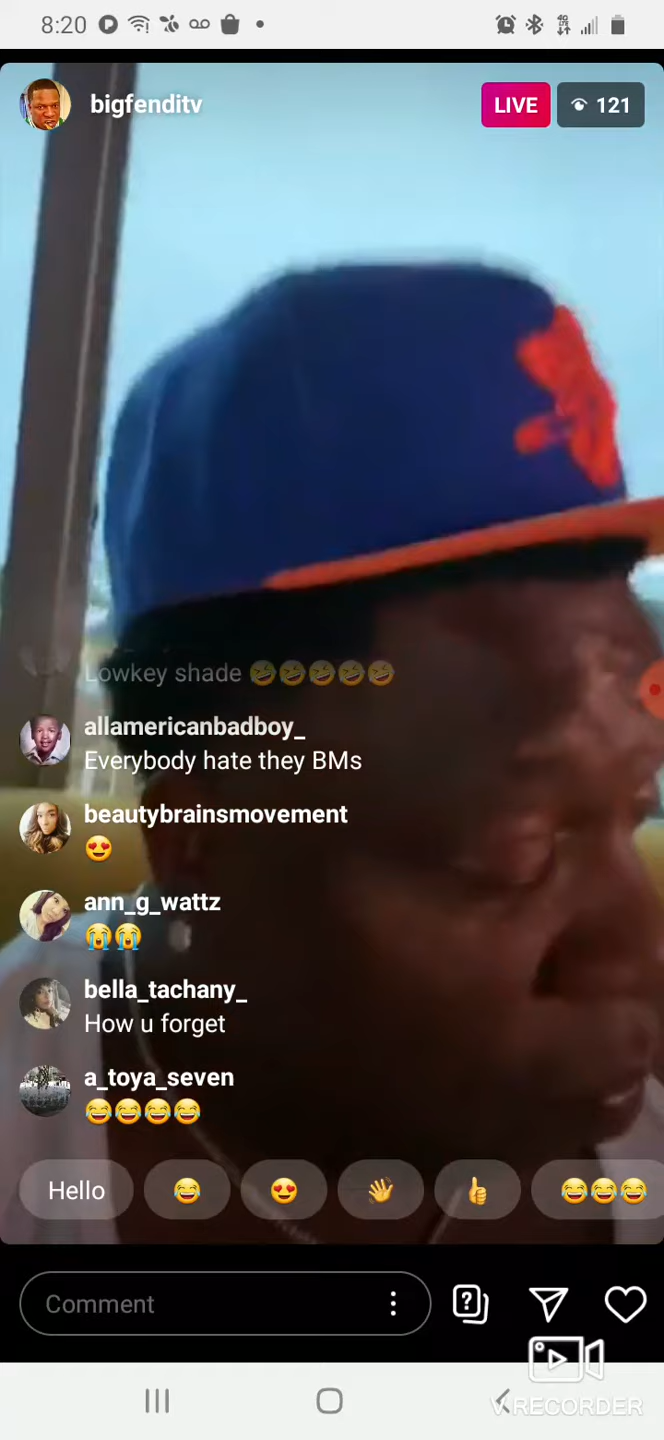 8:20
bigfenditv
LIVE
121
Lowkey shade 🤣🤣🤣🤣🤣
allamericanbadboy_
Everybody hate they BMs
beautybrainsmovement
😍
ann_g_wattz
😭😭
bella_tachany_
How u forget
a_toya_seven
😂😂😂😂
Hello 😂 😍 👋 👍 😂😂😂
Comment
V.RECORDER